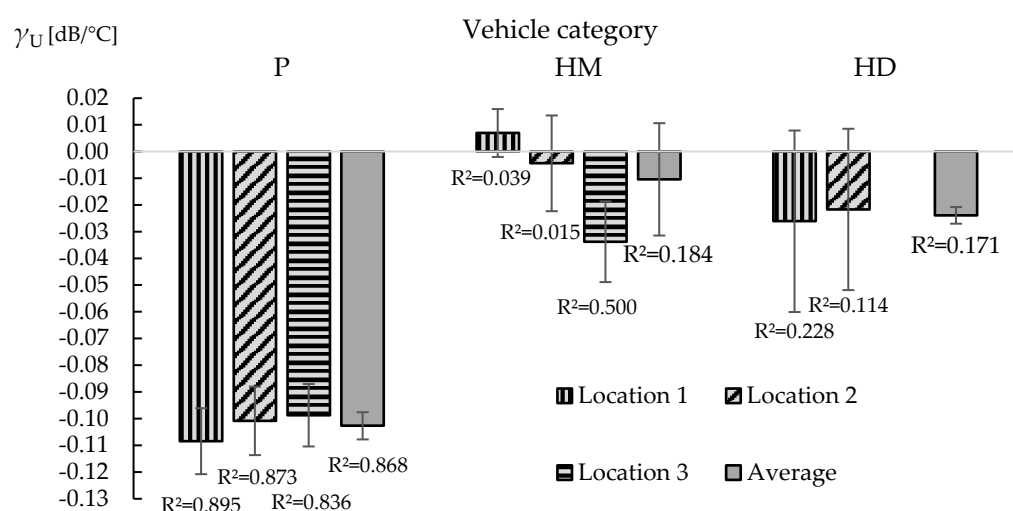 γU [dB/°C]
Vehicle category
P HM HD
0.02
0.01
0.00
-0.01
-0.02
-0.03
-0.04
-0.05
-0.06
-0.07
-0.08
-0.09
-0.10
-0.11
-0.12
-0.13
R²=0.895
R²=0.873
R²=0.836
R²=0.868
R²=0.039
R²=0.015
R²=0.500
R²=0.184
R²=0.228
R²=0.114
R²=0.171
Location 1 Location 2
Location 3 Average